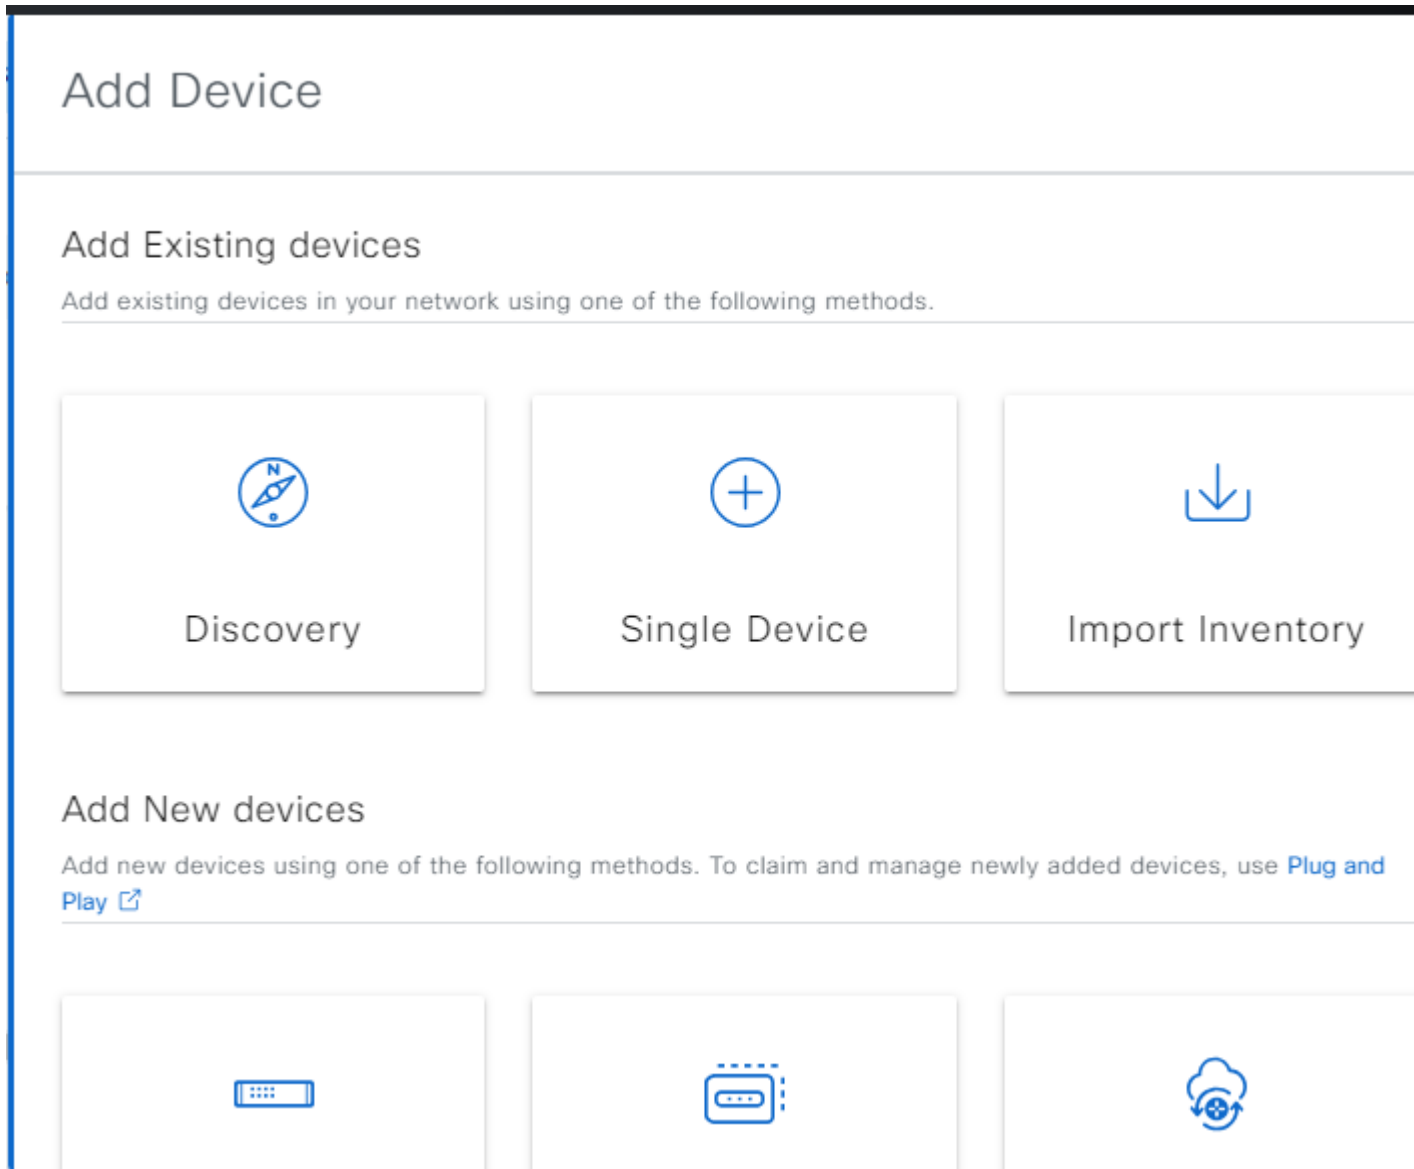 Add Device
Add Existing devices
Add existing devices in your network using one of the following methods.
N
Discovery
Single Device
Import Inventory
Add New devices
Add new devices using one of the following methods. To claim and manage newly added devices, use Plug and
Play